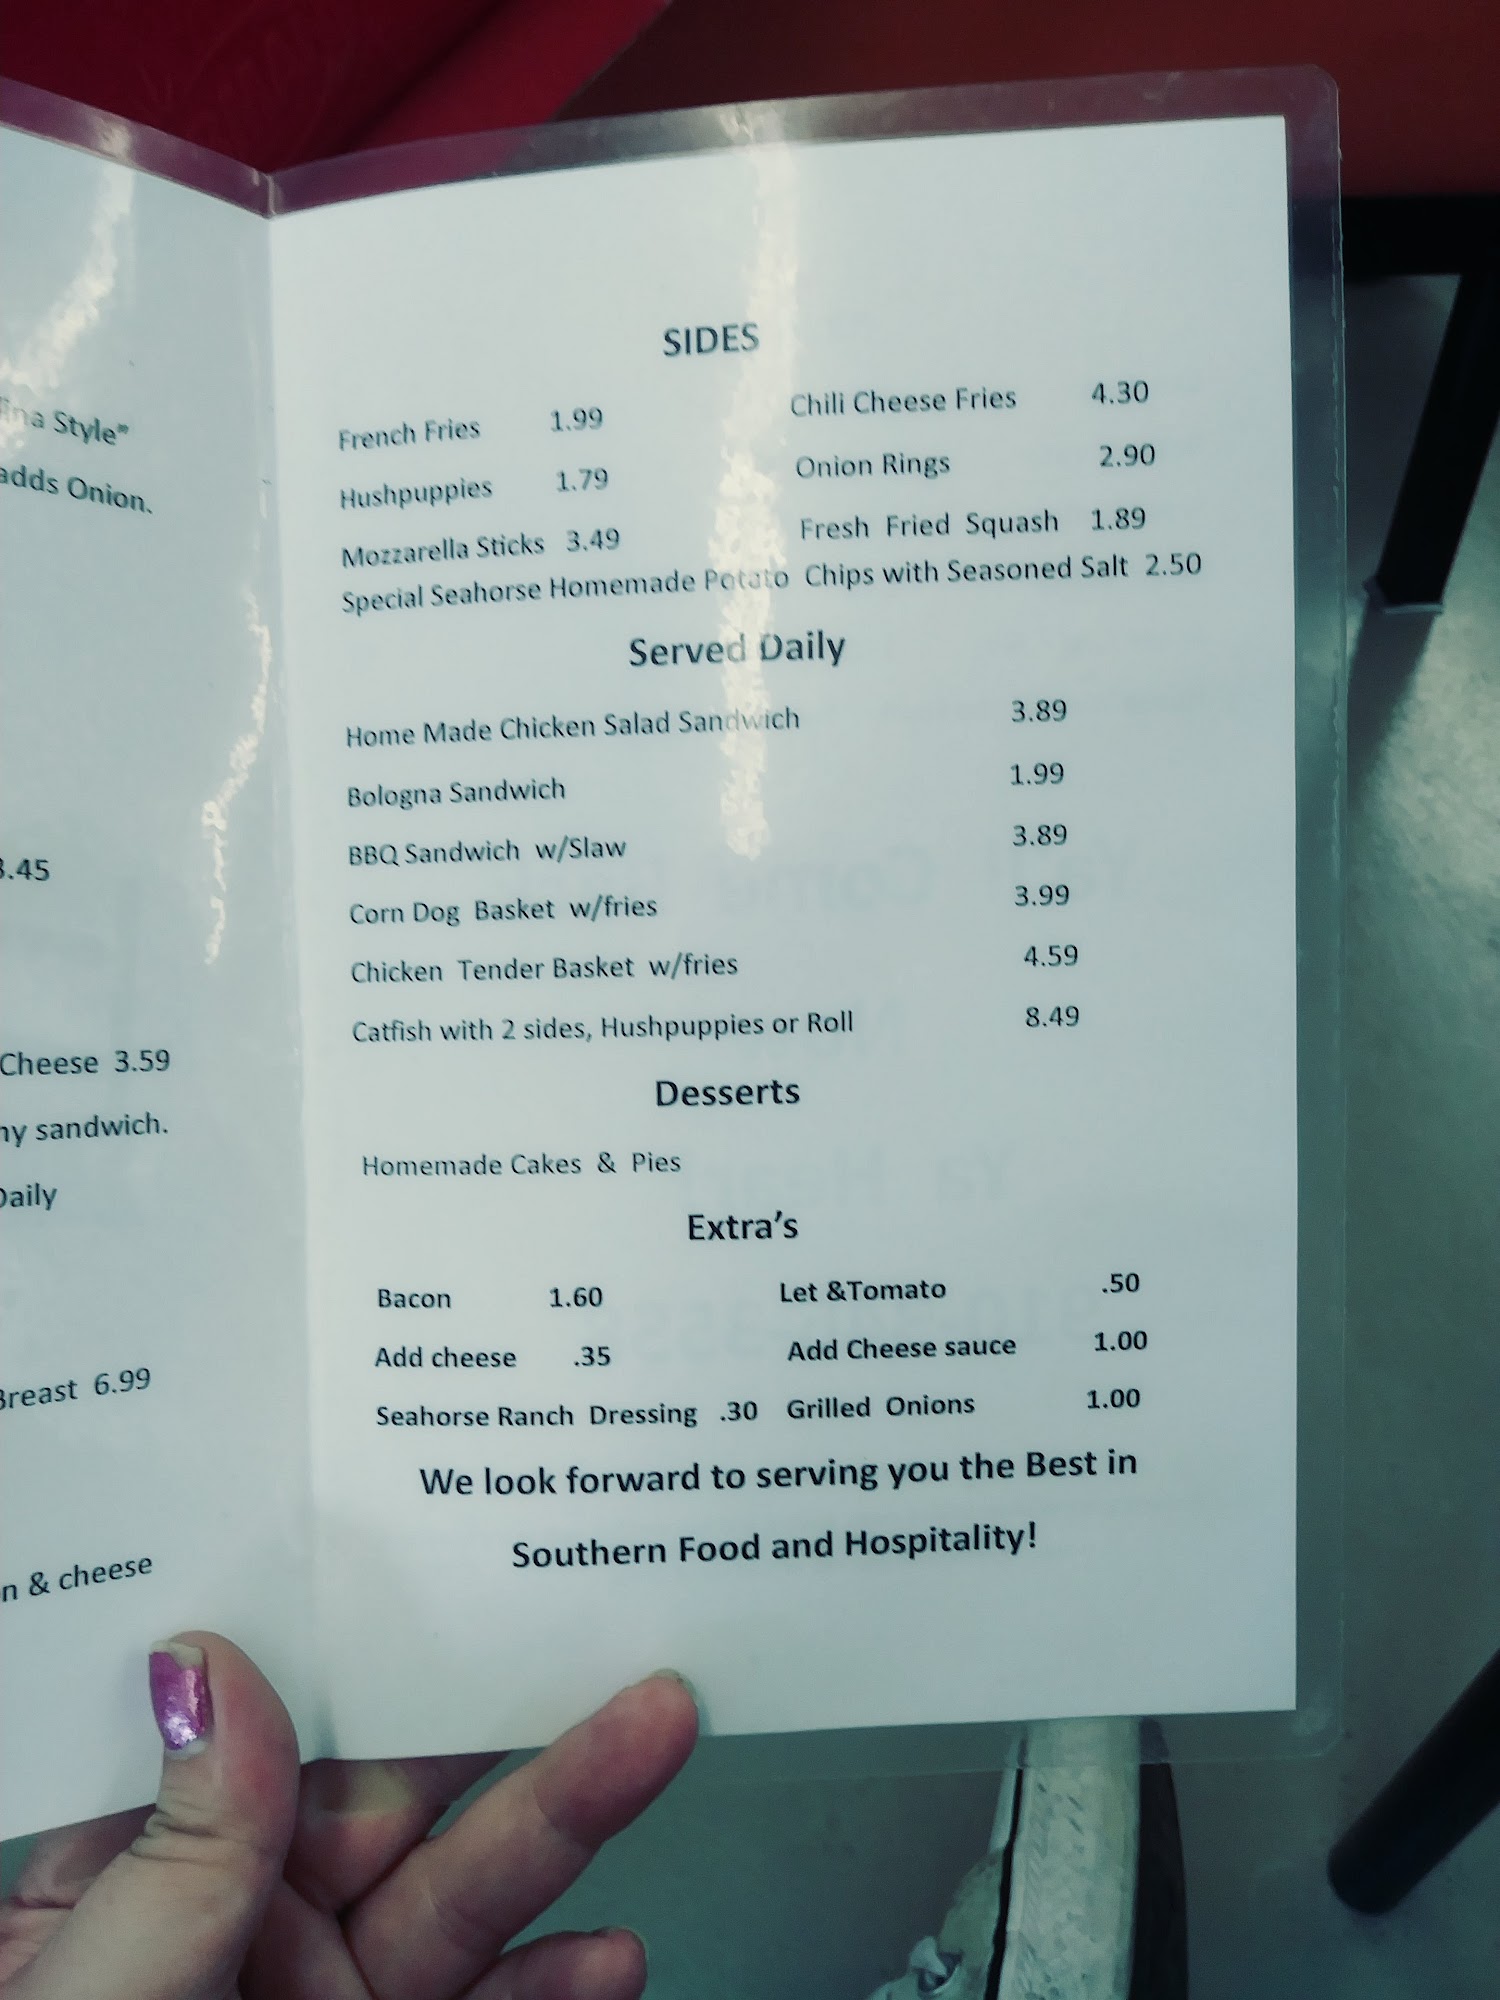 Style"
adds Onion.
3.45
Cheese 3.59
sandwich.
Daily
Breast 6.99
& cheese
SIDES
French Fries 1.99 Chili Cheese Fries 4.30
Hushpuppies 1.79 Onion Rings 2.90
Mozzarella Sticks 3.49 Fresh Fried Squash 1.89
Special Seahorse Homemade Potato Chips with Seasoned Salt 2.50
Served Daily
Home Made Chicken Salad Sandwich 3.89
Bologna Sandwich 1.99
BBQ Sandwich w/Slaw 3.89
Corn Dog Basket w/fries 3.99
Chicken Tender Basket w/fries 4.59
Catfish with 2 sides, Hushpuppies or Roll 8.49
Desserts
Homemade Cakes & Pies
Extra's
Bacon 1.60 Let &Tomato .50
Add cheese .35 Add Cheese sauce 1.00
Seahorse Ranch Dressing .30 Grilled Onions 1.00
We look forward to serving you the Best in
Southern Food and Hospitality!